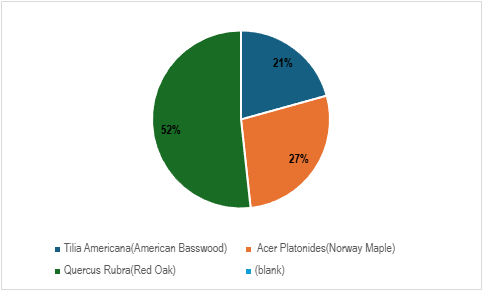 21%
52%
27%
Tilia Americana(American Basswood)
Acer Platonides(Norway Maple)
Quercus Rubra(Red Oak)
(blank)